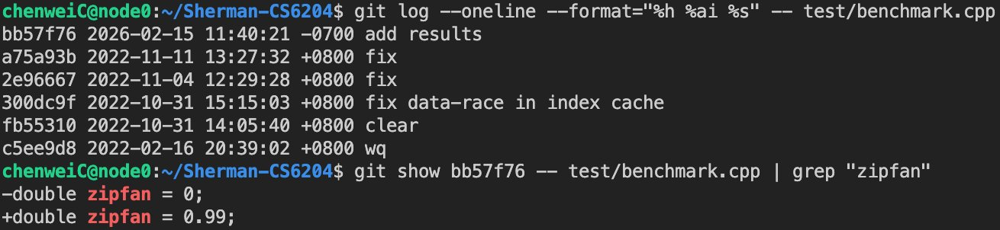 chenweiC@node0:~/Sherman-CS6204$ git log --oneline --format="%h %ai %s" -- test/benchmark.cpp
bb57f76 2026-02-15 11:40:21 -0700 add results
a75a93b 2022-11-11 13:27:32 +0800 fix
2e96667 2022-11-04 12:29:28 +0800 fix
300dc9f 2022-10-31 15:15:03 +0800 fix data-race in index cache
fb55310 2022-10-31 14:05:40 +0800 clear
c5ee9d8 2022-02-16 20:39:02 +0800 wq
chenweiC@node0:~/Sherman-CS6204$ git show bb57f76 -- test/benchmark.cpp | grep "zipfan"
-double zipfan = 0;
+double zipfan = 0.99;